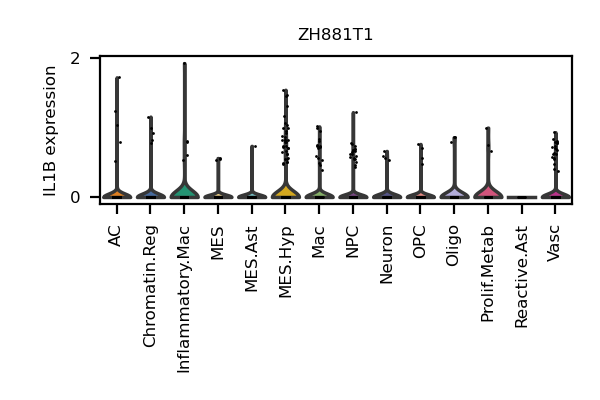 ZH881T1
IL1B expression
2
0
AC
Chromatin.Reg
Inflammatory.Mac
MES
MES.Ast
MES.Hyp
Mac
NPC
Neuron
OPC
Oligo
Prolif.Metab
Reactive.Ast
Vasc